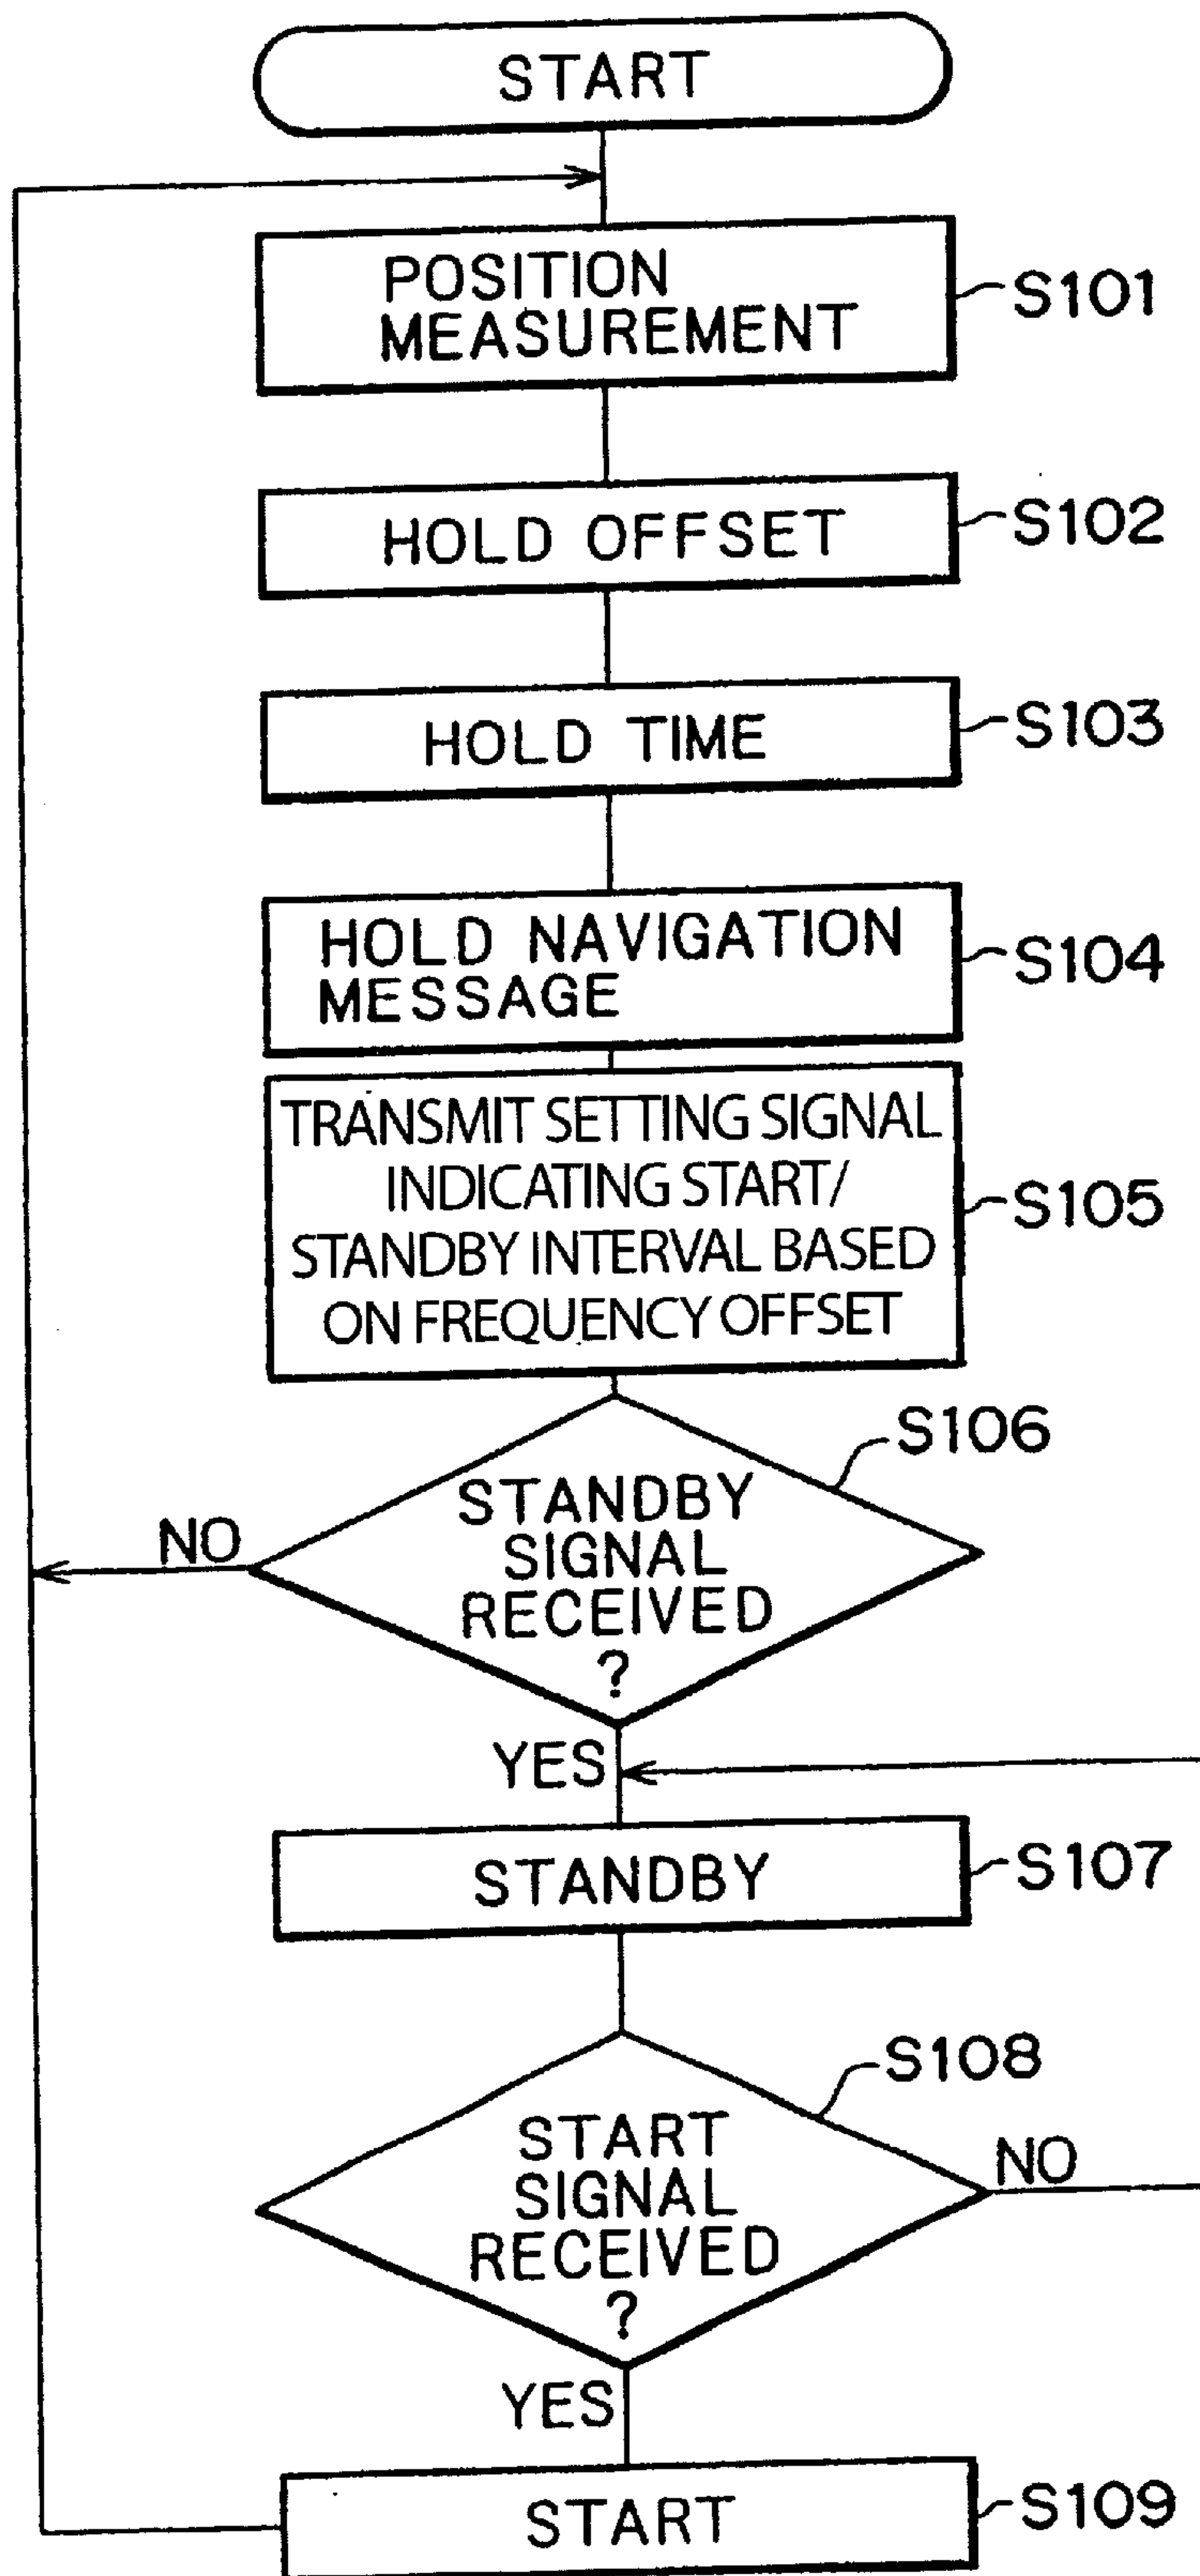 START
POSITION
MEASUREMENT
S101
HOLD OFFSET
S102
HOLD TIME
S103
HOLD NAVIGATION
MESSAGE
S104
TRANSMIT SETTING SIGNAL
INDICATING START/
STANDBY INTERVAL BASED
ON FREQUENCY OFFSET
S105
S106
STANDBY
SIGNAL
RECEIVED
?
NO
YES
STANDBY
S107
S108
START
SIGNAL
RECEIVED
?
NO
YES
START
S109